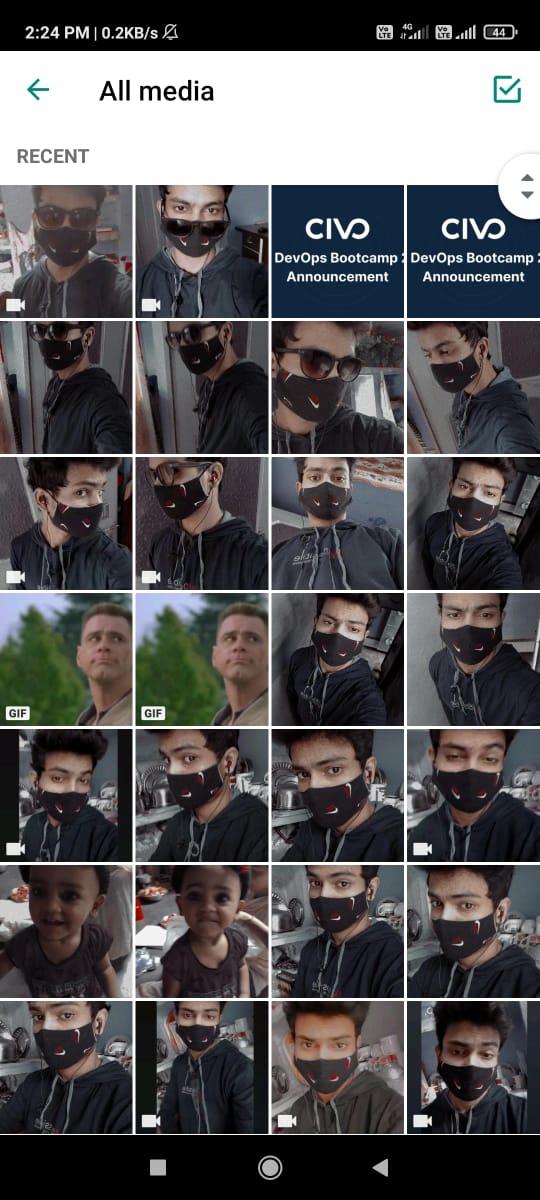 2:24 PM | 0.2KB/s
Vo LTE 4G Vo LTE 44
All media
RECENT
CIVO
DevOps Bootcamp 2
Announcement
CIVO
DevOps Bootcamp 2
Announcement
GIF
GIF